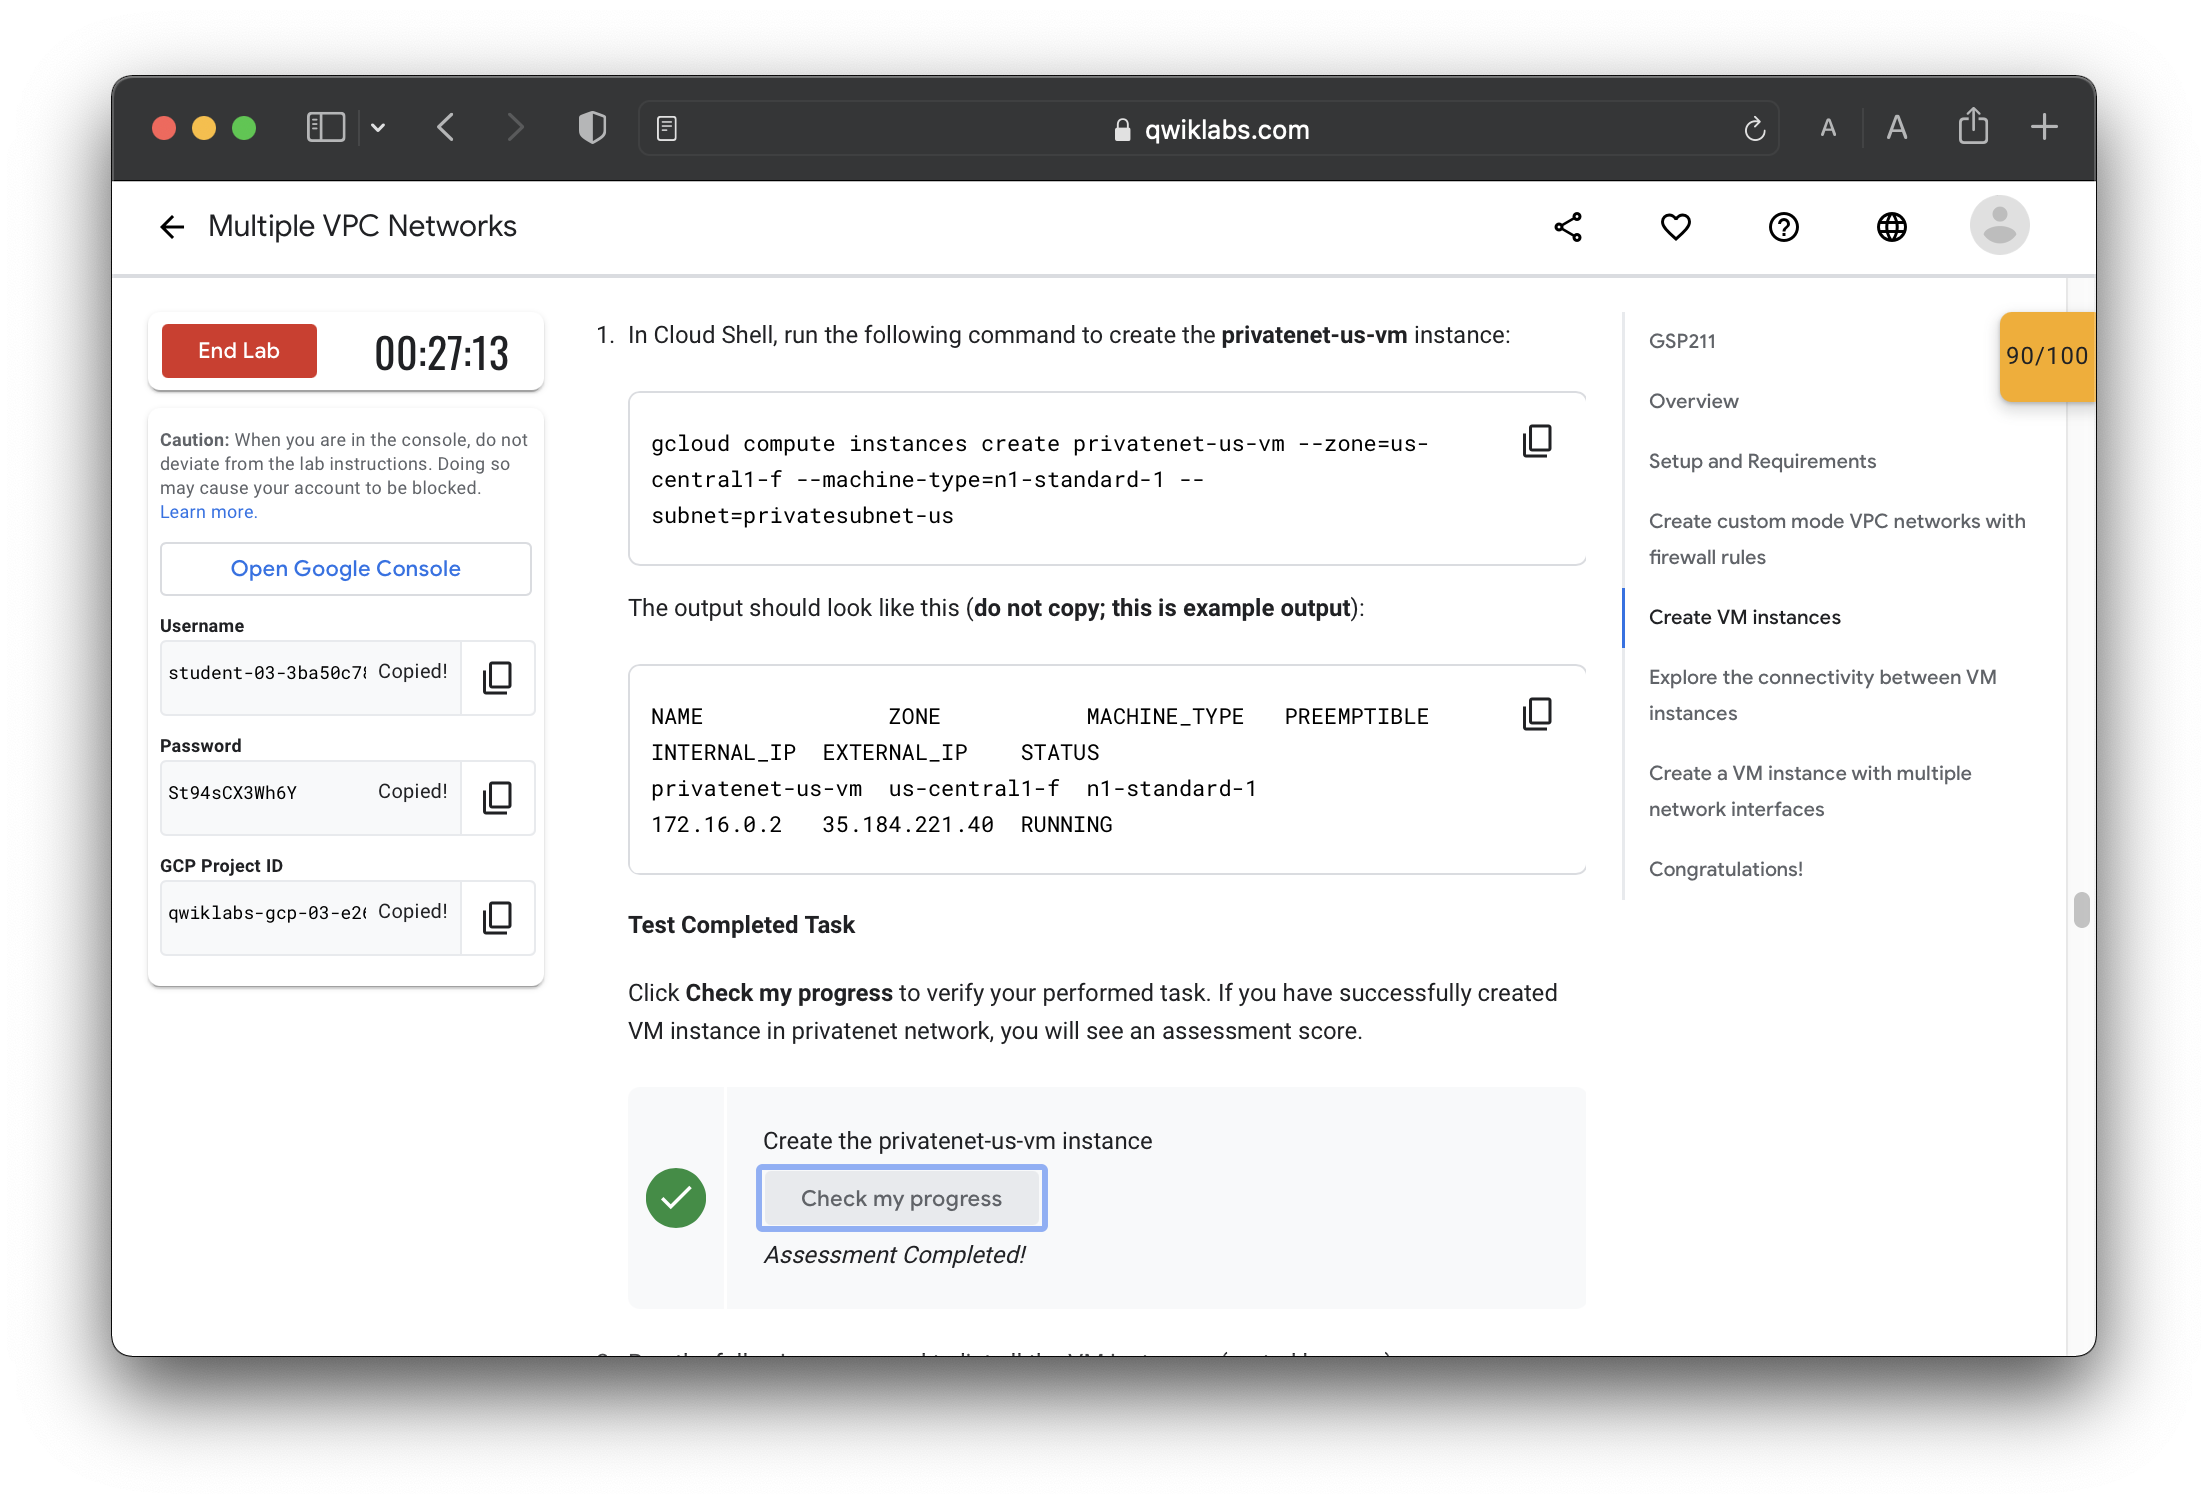 qwiklabs.com
A A
Multiple VPC Networks
End Lab
00:27:13
Caution: When you are in the console, do not
deviate from the lab instructions. Doing so
may cause your account to be blocked.
Learn more.
Open Google Console
Username
student-03-3ba50c78 Copied!
Password
St94sCX3Wh6Y Copied!
GCP Project ID
qwiklabs-gcp-03-e26 Copied!
1. In Cloud Shell, run the following command to create the privatenet-us-vm instance:
gcloud compute instances create privatenet-us-vm --zone=us-
central1-f --machine-type=n1-standard-1 --
subnet=privatesubnet-us
The output should look like this (do not copy; this is example output):
NAME ZONE MACHINE_TYPE PREEMPTIBLE
INTERNAL_IP EXTERNAL_IP STATUS
privatenet-us-vm us-central1-f n1-standard-1
172.16.0.2 35.184.221.40 RUNNING
Test Completed Task
Click Check my progress to verify your performed task. If you have successfully created
VM instance in privatenet network, you will see an assessment score.
Create the privatenet-us-vm instance
Check my progress
Assessment Completed!
GSP211
Overview
Setup and Requirements
Create custom mode VPC networks with
firewall rules
Create VM instances
Explore the connectivity between VM
instances
Create a VM instance with multiple
network interfaces
Congratulations!
90/100